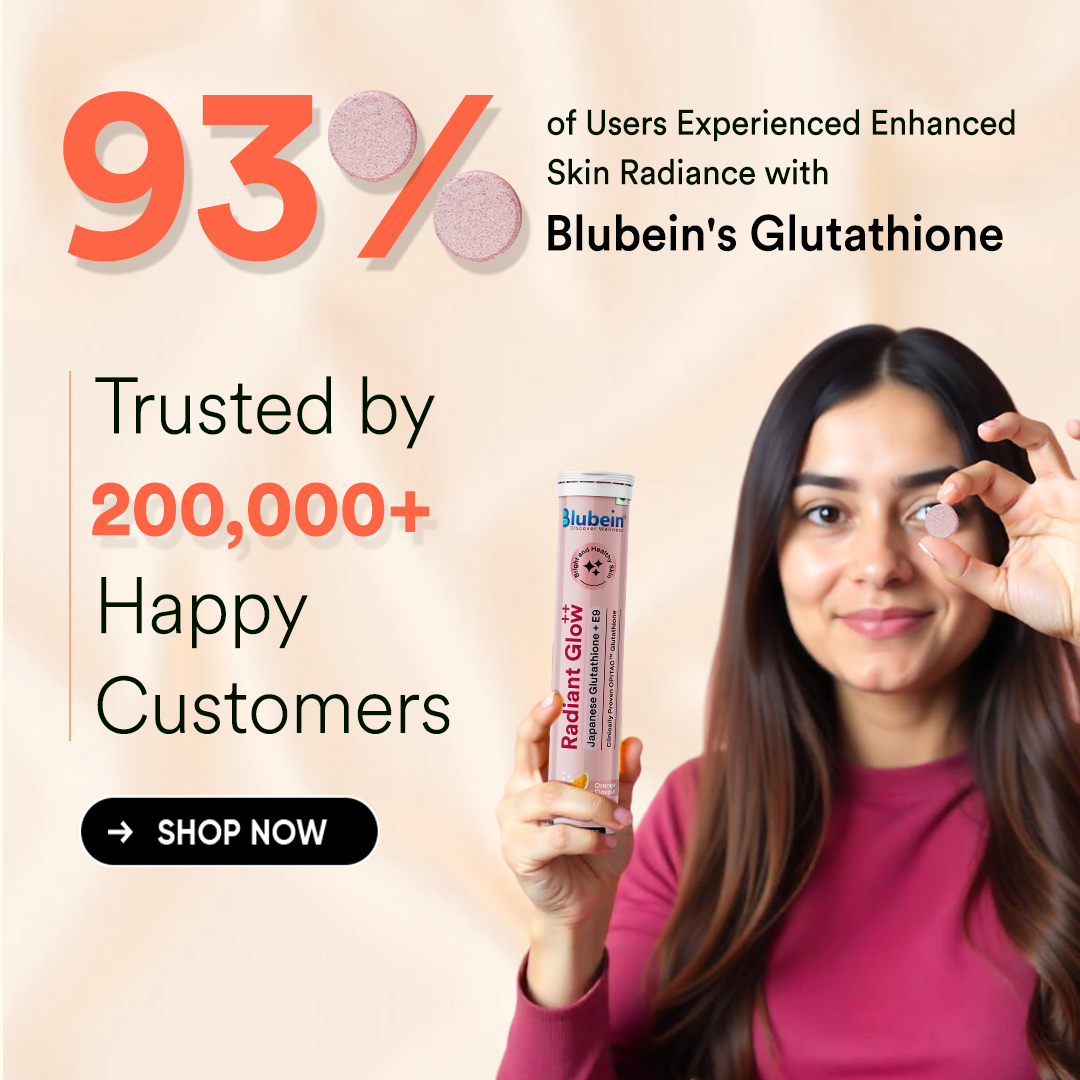 93%
of Users Experienced Enhanced
Skin Radiance with
Blubein's Glutathione
Trusted by
200,000+
Happy
Customers
→ SHOP NOW
Blubein
Discover Wellness
Bright and Healthy Skin
Radiant Glow++
Japanese Glutathione + E9
Clinically Proven OPITAC™ Glutathione
Orange
Flavour